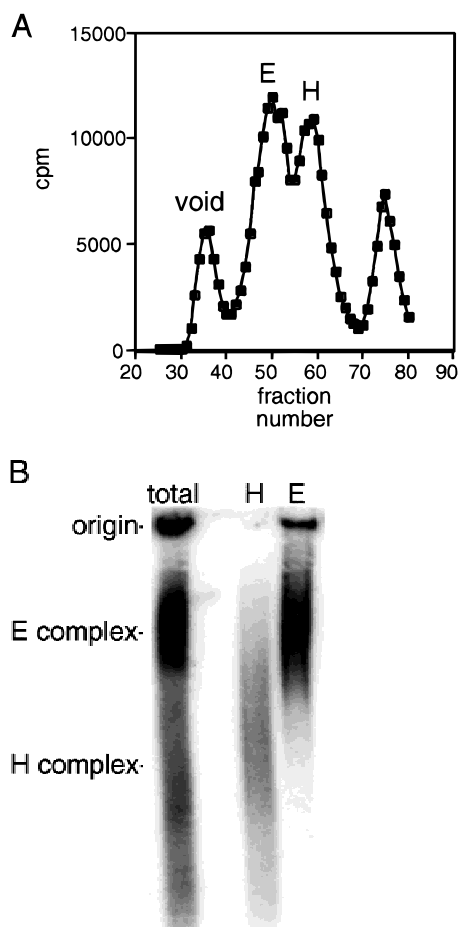 A
15000
10000
5000
0
cpm
void
E
H
20 30 40 50 60 70 80 90
fraction
number
B
total H E
origin-
E complex-
H complex-